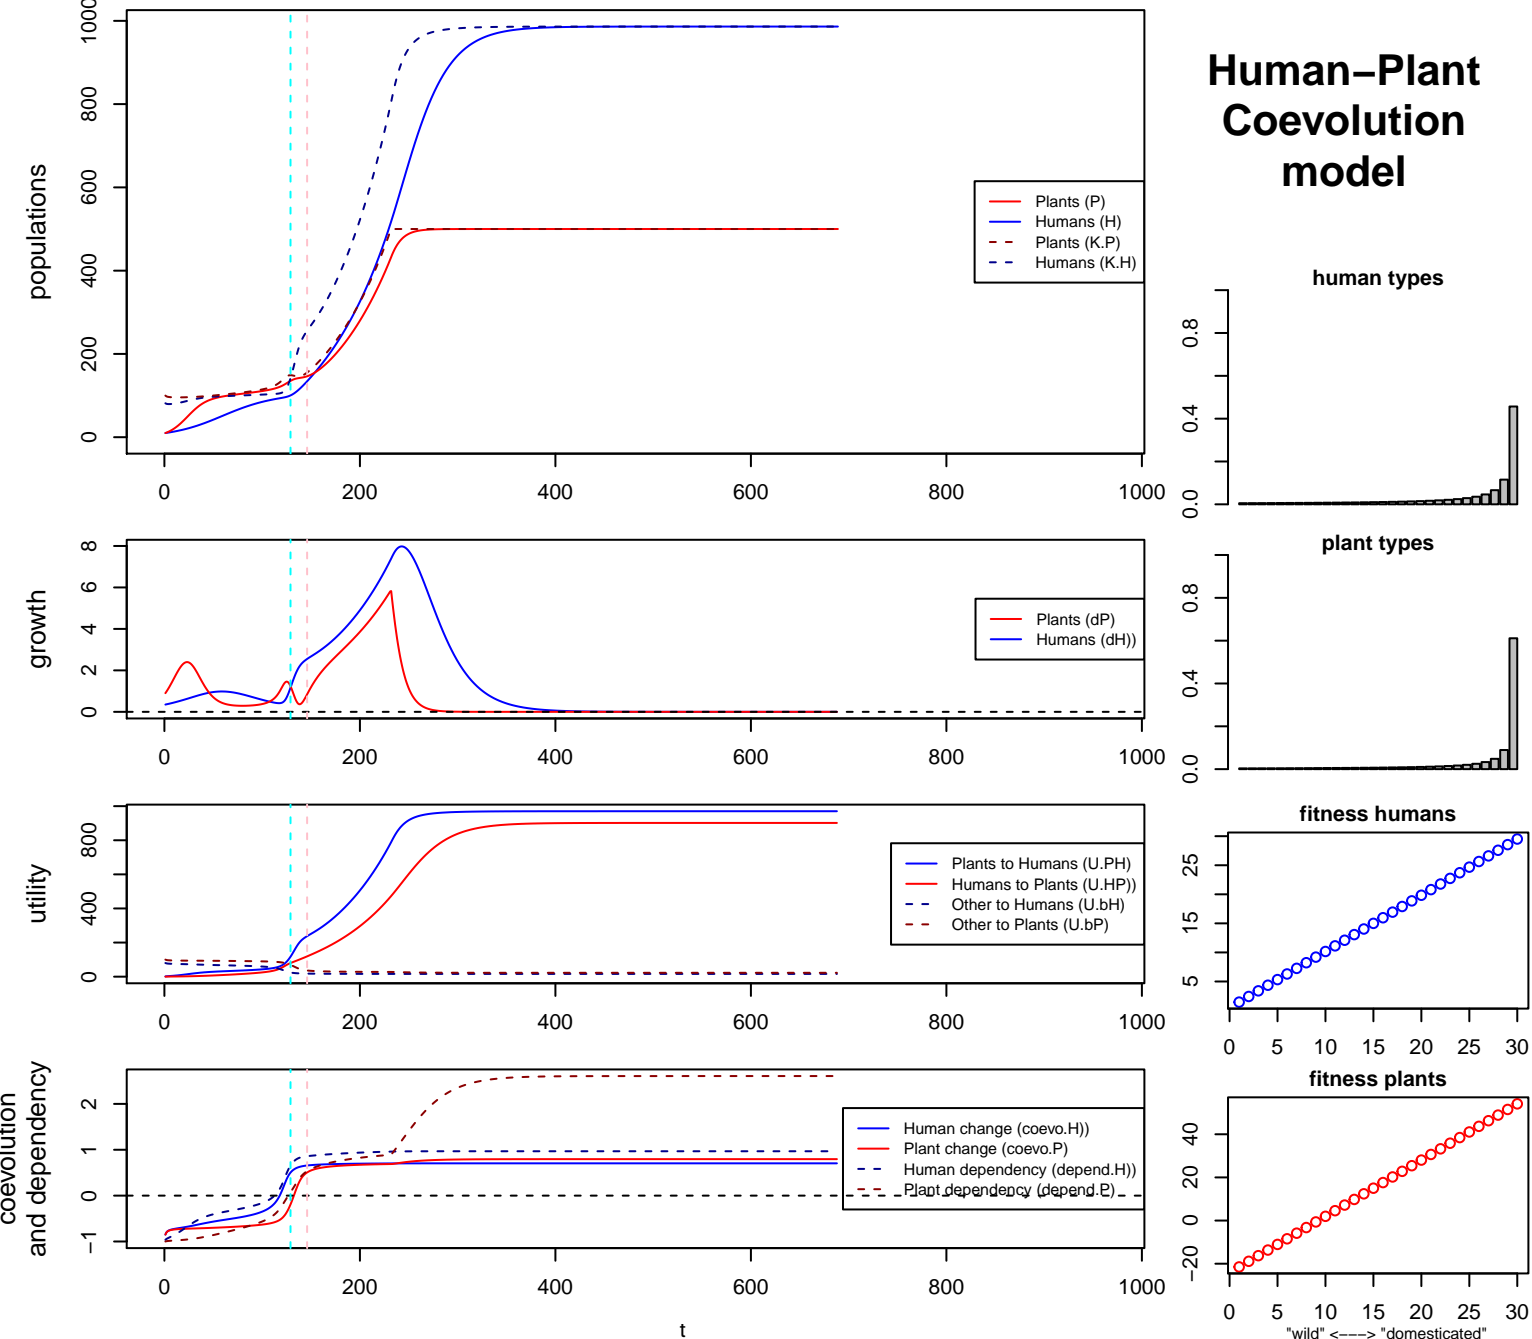 Human–Plant
Coevolution
model
populations
0
200
400
600
800
1000
0
200
400
600
800
1000
Plants (P)
Humans (H)
Plants (K.P)
Humans (K.H)
growth
0
2
4
6
8
0
200
400
600
800
1000
Plants (dP)
Humans (dH))
utility
0
400
800
0
200
400
600
800
1000
Plants to Humans (U.PH)
Humans to Plants (U.HP))
Other to Humans (U.bH)
Other to Plants (U.bP)
coevolution
and dependency
−1
0
1
2
0
200
400
600
800
1000
t
Human change (coevo.H))
Plant change (coevo.P)
Human dependency (depend.H))
Plant dependency (depend.P)
human types
0.0
0.4
0.8
plant types
0.0
0.4
0.8
fitness humans
5
15
25
0
5
10
15
20
25
30
fitness plants
−20
0
20
40
0
5
10
15
20
25
30
"wild" <−−−> "domesticated"